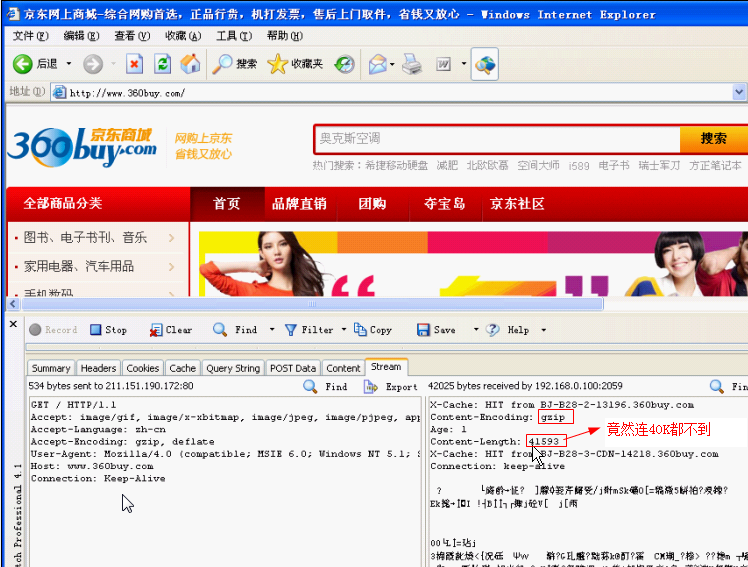 京东网上商城-综合网购首选，正品行货，机打发票，售后上门取件，省钱又放心 - Windows Internet Explorer
文件(F) 编辑(E) 查看(V) 收藏(A) 工具(T) 帮助(H)
后退 搜索 收藏夹
地址(D) http://www.360buy.com/
360buy.com 京东商城 网购上京东 省钱又放心
奥克斯空调 搜索
热门搜索：希捷移动硬盘 减肥 北欧欧慕 空间大师 i589 电子书 瑞士军刀 方正笔记本
全部商品分类 首页 品牌直销 团购 夺宝岛 京东社区
图书、电子书刊、音乐
家用电器、汽车用品
手机数码
Record Stop Clear Find Filter Copy Save Help
Summary Headers Cookies Cache Query String POST Data Content Stream
534 bytes sent to 211.151.190.172:80 Find Export
42025 bytes received by 192.168.0.100:2059 Fin
GET / HTTP/1.1
Accept: image/gif, image/x-xbitmap, image/jpeg, image/pjpeg, app
Accept-Language: zh-cn
Accept-Encoding: gzip, deflate
User-Agent: Mozilla/4.0 (compatible; MSIE 6.0; Windows NT 5.1; S
Host: www.360buy.com
Connection: Keep-Alive
X-Cache: HIT from BJ-B28-2-13196.360buy.com
Content-Encoding: gzip
Age: 1
Content-Length: 41593
竟然连40K都不到
X-Cache: HIT from BJ-B28-3-CDN-14218.360buy.com
Connection: keep-alive
tch Professional 4.1